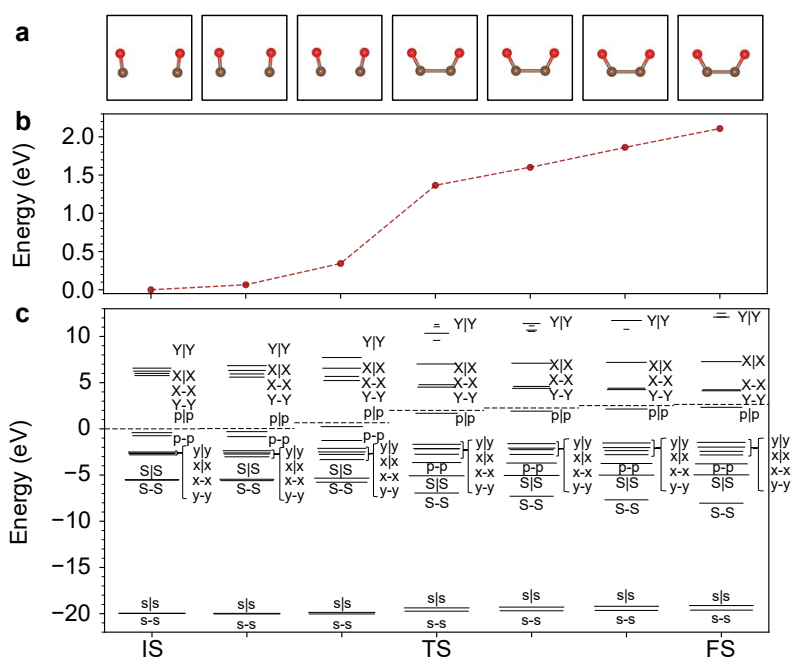 a
b
Energy (eV)
2.0
1.5
1.0
0.5
0.0
c
Energy (eV)
10
5
0
−5
−10
−15
−20
Y|Y
X|X
X-X
Y-Y
p|p
p-p
y|y
x|x
x-x
y-y
S|S
S-S
s|s
s-s
Y|Y
X|X
X-X
Y-Y
p|p
p-p
y|y
x|x
x-x
y-y
S|S
S-S
s|s
s-s
Y|Y
X|X
X-X
Y-Y
p|p
p-p
y|y
x|x
x-x
y-y
S|S
S-S
s|s
s-s
Y|Y
X|X
X-X
Y-Y
p|p
y|y
x|x
x-x
y-y
p-p
S|S
S-S
s|s
s-s
Y|Y
X|X
X-X
Y-Y
p|p
y|y
x|x
x-x
y-y
p-p
S|S
S-S
s|s
s-s
Y|Y
X|X
X-X
Y-Y
p|p
y|y
x|x
x-x
y-y
p-p
S|S
S-S
s|s
s-s
Y|Y
X|X
X-X
Y-Y
p|p
y|y
x|x
x-x
y-y
p-p
S|S
S-S
s|s
s-s
IS
TS
FS